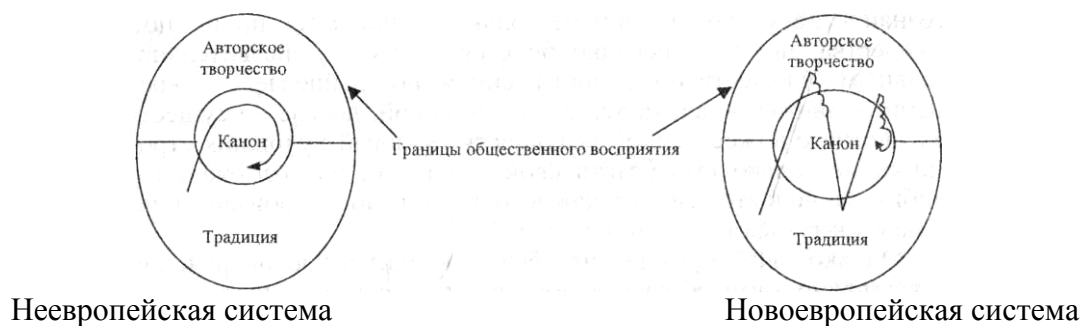 Авторское
творчество
Канон
Традиция
Границы общественного восприятия
Авторское
творчество
Канон
Традиция
Неевропейская система
Новоевропейская система